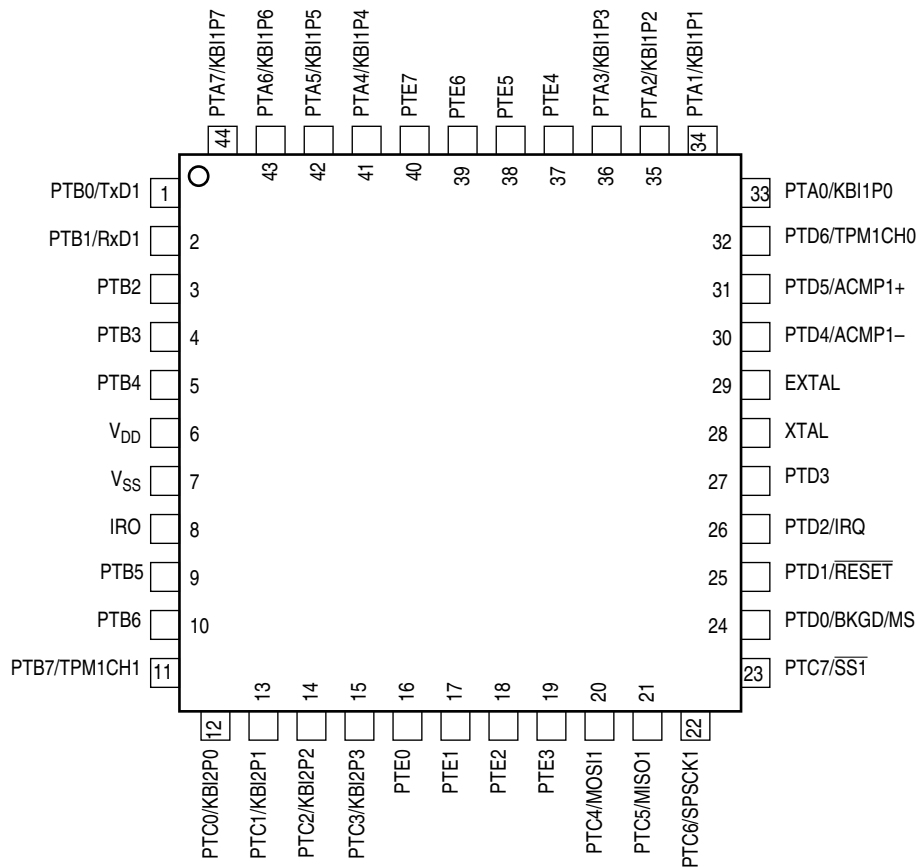 PTA7/KBI1P7
PTA6/KBI1P6
PTA5/KBI1P5
PTA4/KBI1P4
PTE7
PTE6
PTE5
PTE4
PTA3/KBI1P3
PTA2/KBI1P2
PTA1/KBI1P1
44
43
42
41
40
39
38
37
36
35
34
PTB0/TxD1 1
PTB1/RxD1 2
PTB2 3
PTB3 4
PTB4 5
VDD 6
VSS 7
IRO 8
PTB5 9
PTB6 10
PTB7/TPM1CH1 11
33 PTA0/KBI1P0
32 PTD6/TPM1CH0
31 PTD5/ACMP1+
30 PTD4/ACMP1–
29 EXTAL
28 XTAL
27 PTD3
26 PTD2/IRQ
25 PTD1/RESET
24 PTD0/BKGD/MS
23 PTC7/SS1
12
13
14
15
16
17
18
19
20
21
22
PTC0/KBI2P0
PTC1/KBI2P1
PTC2/KBI2P2
PTC3/KBI2P3
PTE0
PTE1
PTE2
PTE3
PTC4/MOSI1
PTC5/MISO1
PTC6/SPSCK1